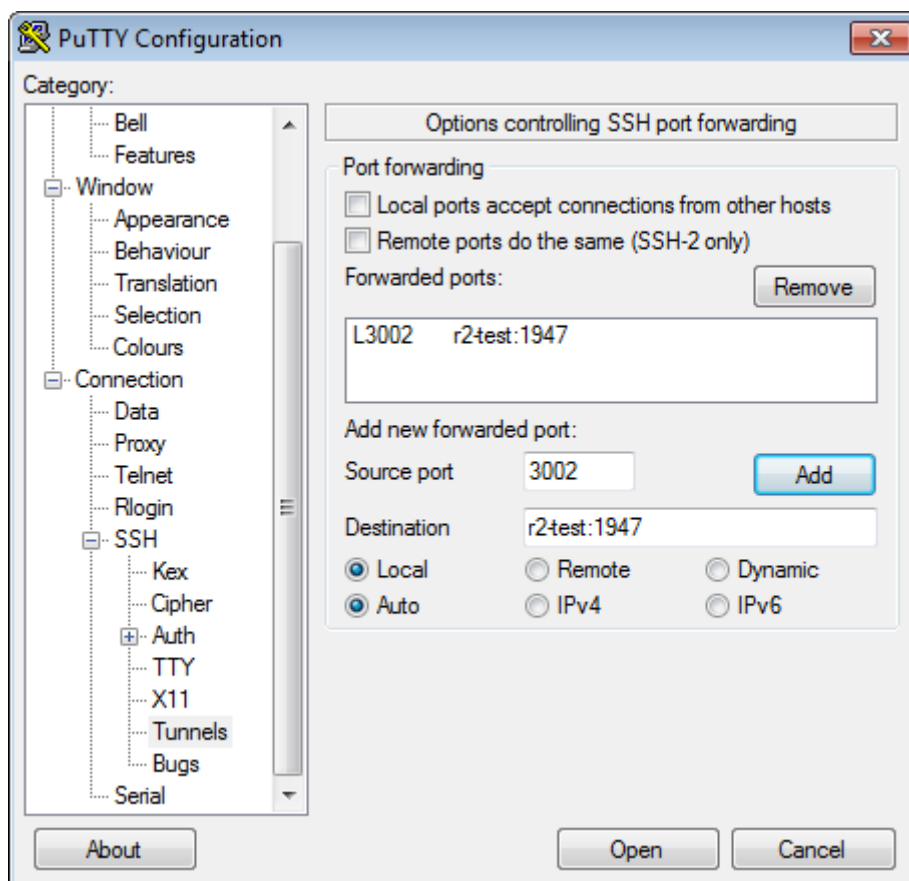 PuTTY Configuration
Category:
Bell
Features
Window
Appearance
Behaviour
Translation
Selection
Colours
Connection
Data
Proxy
Telnet
Rlogin
SSH
Kex
Cipher
Auth
TTY
X11
Tunnels
Bugs
Serial
Options controlling SSH port forwarding
Port forwarding
Local ports accept connections from other hosts
Remote ports do the same (SSH-2 only)
Forwarded ports:
Remove
L3002 r2-test:1947
Add new forwarded port:
Source port 3002 Add
Destination r2-test:1947
Local Remote Dynamic
Auto IPv4 IPv6
About Open Cancel